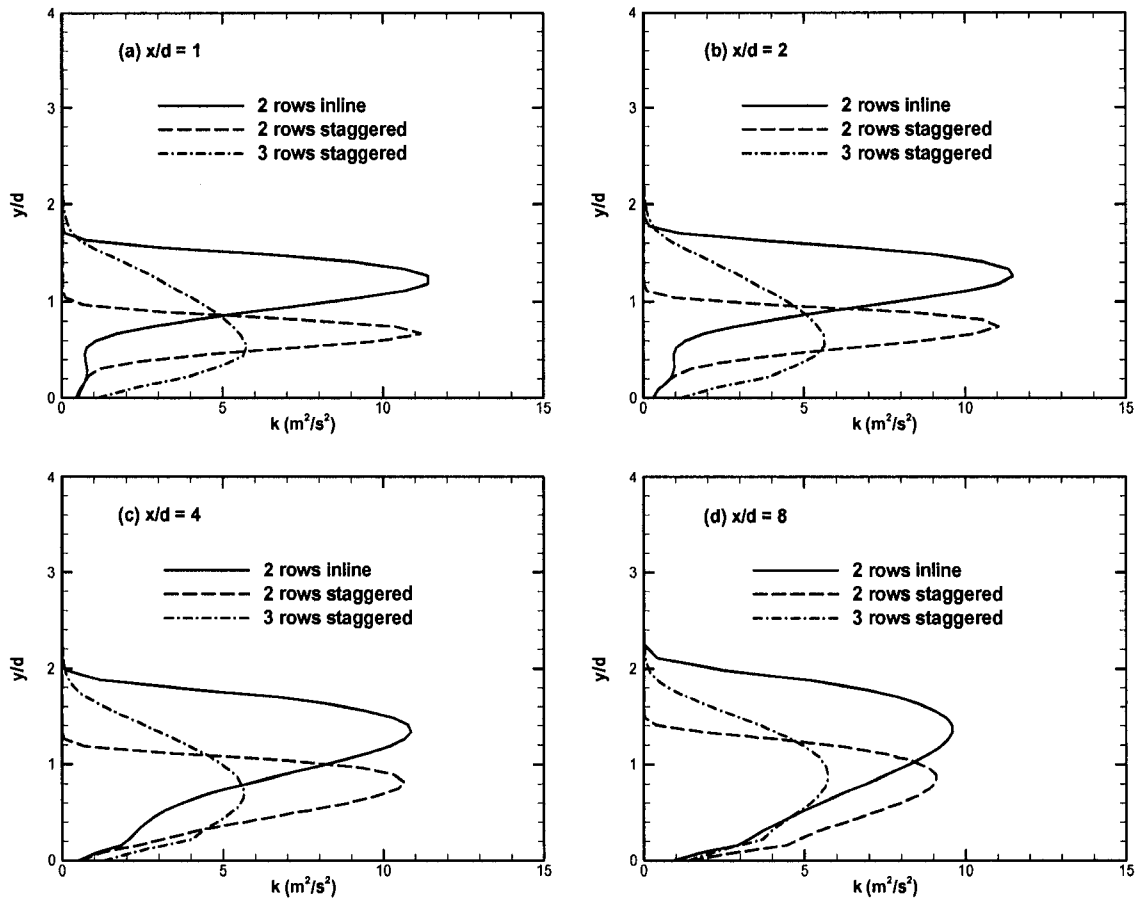 (a) x/d = 1
2 rows inline
2 rows staggered
3 rows staggered
y/d
4
3
2
1
0
0 5 10 15
k (m²/s²)
(b) x/d = 2
2 rows inline
2 rows staggered
3 rows staggered
y/d
4
3
2
1
0
0 5 10 15
k (m²/s²)
(c) x/d = 4
2 rows inline
2 rows staggered
3 rows staggered
y/d
4
3
2
1
0
0 5 10 15
k (m²/s²)
(d) x/d = 8
2 rows inline
2 rows staggered
3 rows staggered
y/d
4
3
2
1
0
0 5 10 15
k (m²/s²)